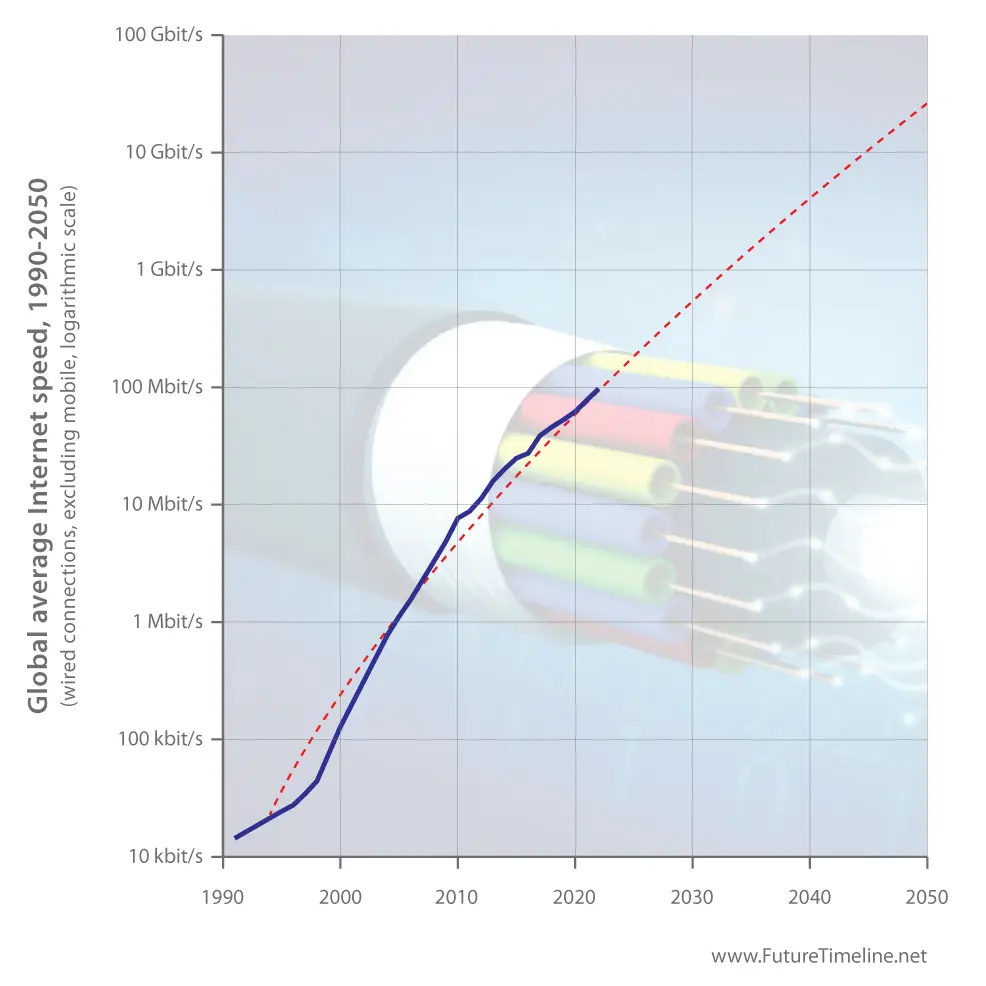 Global average Internet speed, 1990-2050
(wired connections, excluding mobile, logarithmic scale)
100 Gbit/s
10 Gbit/s
1 Gbit/s
100 Mbit/s
10 Mbit/s
1 Mbit/s
100 kbit/s
10 kbit/s
1990 2000 2010 2020 2030 2040 2050
www.FutureTimeline.net